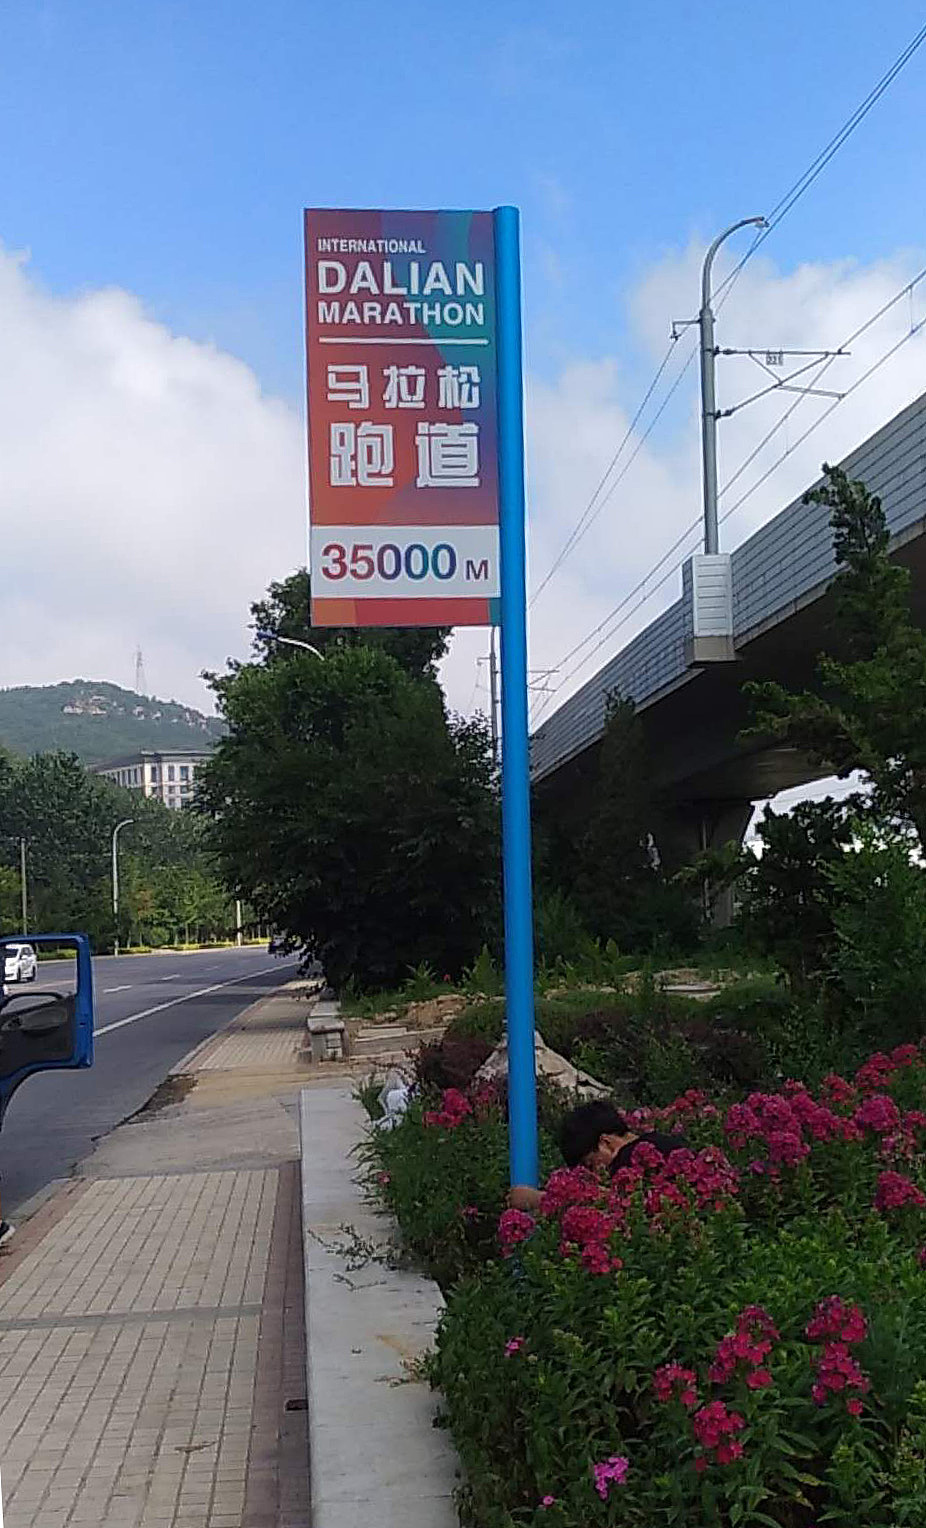 INTERNATIONAL
DALIAN
MARATHON
马拉松
跑道
35000 M